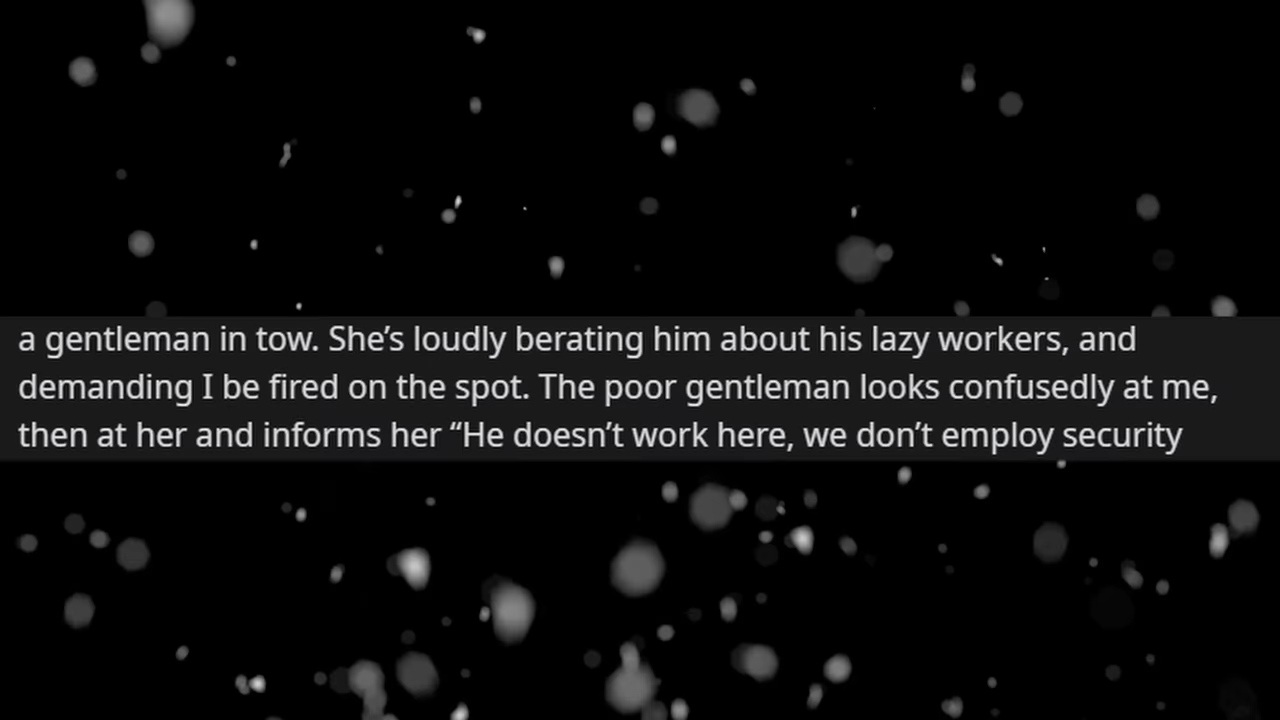 a gentleman in tow. She’s loudly berating him about his lazy workers, and
demanding I be fired on the spot. The poor gentleman looks confusedly at me,
then at her and informs her “He doesn’t work here, we don’t employ security